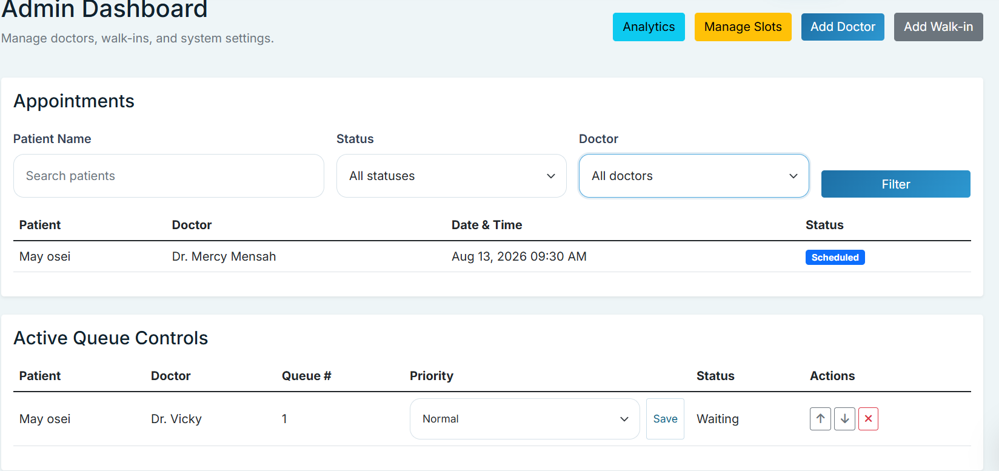 Admin Dashboard
Manage doctors, walk-ins, and system settings.
Analytics Manage Slots Add Doctor Add Walk-in
Appointments
Patient Name Status Doctor
Search patients All statuses All doctors Filter
Patient Doctor Date & Time Status
May osei Dr. Mercy Mensah Aug 13, 2026 09:30 AM Scheduled
Active Queue Controls
Patient Doctor Queue # Priority Status Actions
May osei Dr. Vicky 1 Normal Save Waiting